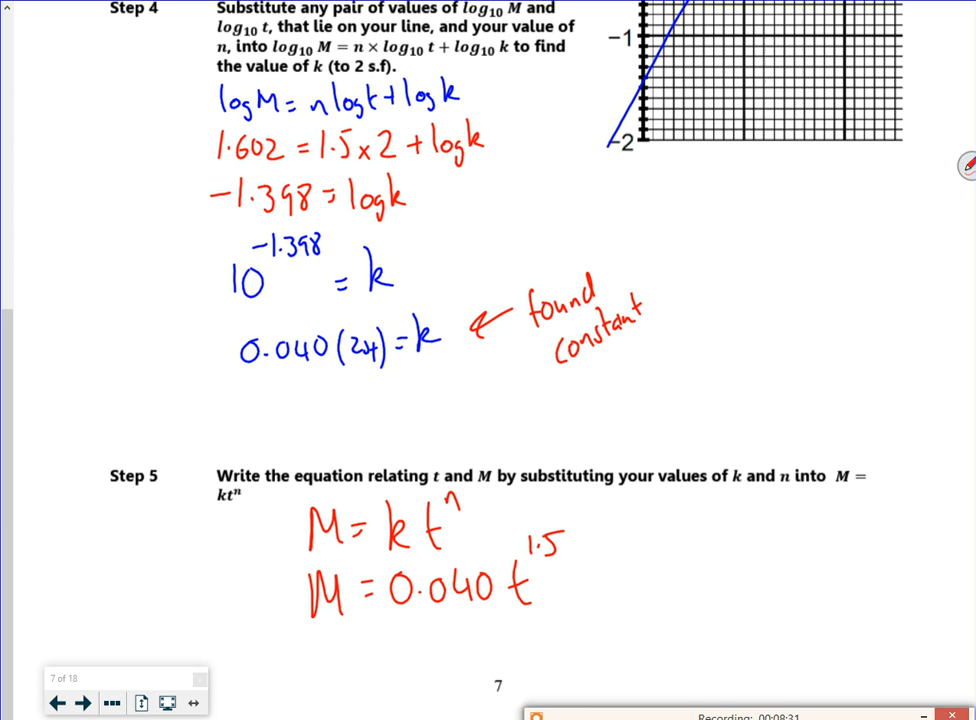 Step 4
Substitute any pair of values of log₁₀ M and
log₁₀ t, that lie on your line, and your value of
n, into log₁₀ M = n × log₁₀ t + log₁₀ k to find
the value of k (to 2 s.f).
−1
−2
logM = nlogt + logk
1.602 = 1.5 × 2 + logk
−1.398 = logk
10^−1.398 = k
0.040 (2sf) = k
found
constant
Step 5
Write the equation relating t and M by substituting your values of k and n into M =
ktⁿ
M = k tⁿ
M = 0.040 t^1.5
7 of 18
7
Recording: 00:08:31